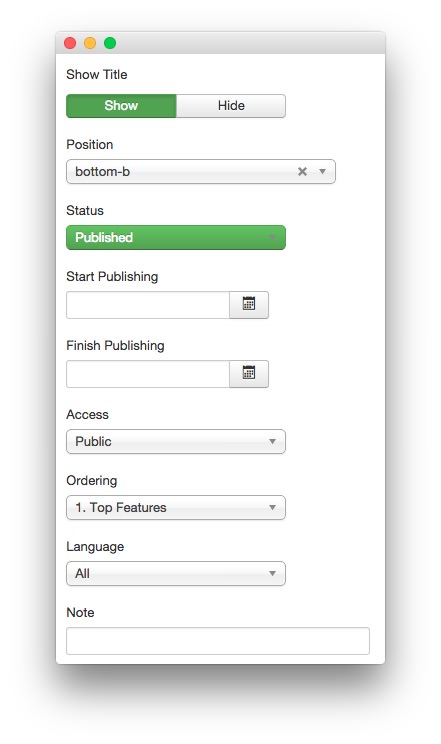 Show Title
Show Hide
Position
bottom-b
Status
Published
Start Publishing
Finish Publishing
Access
Public
Ordering
1. Top Features
Language
All
Note